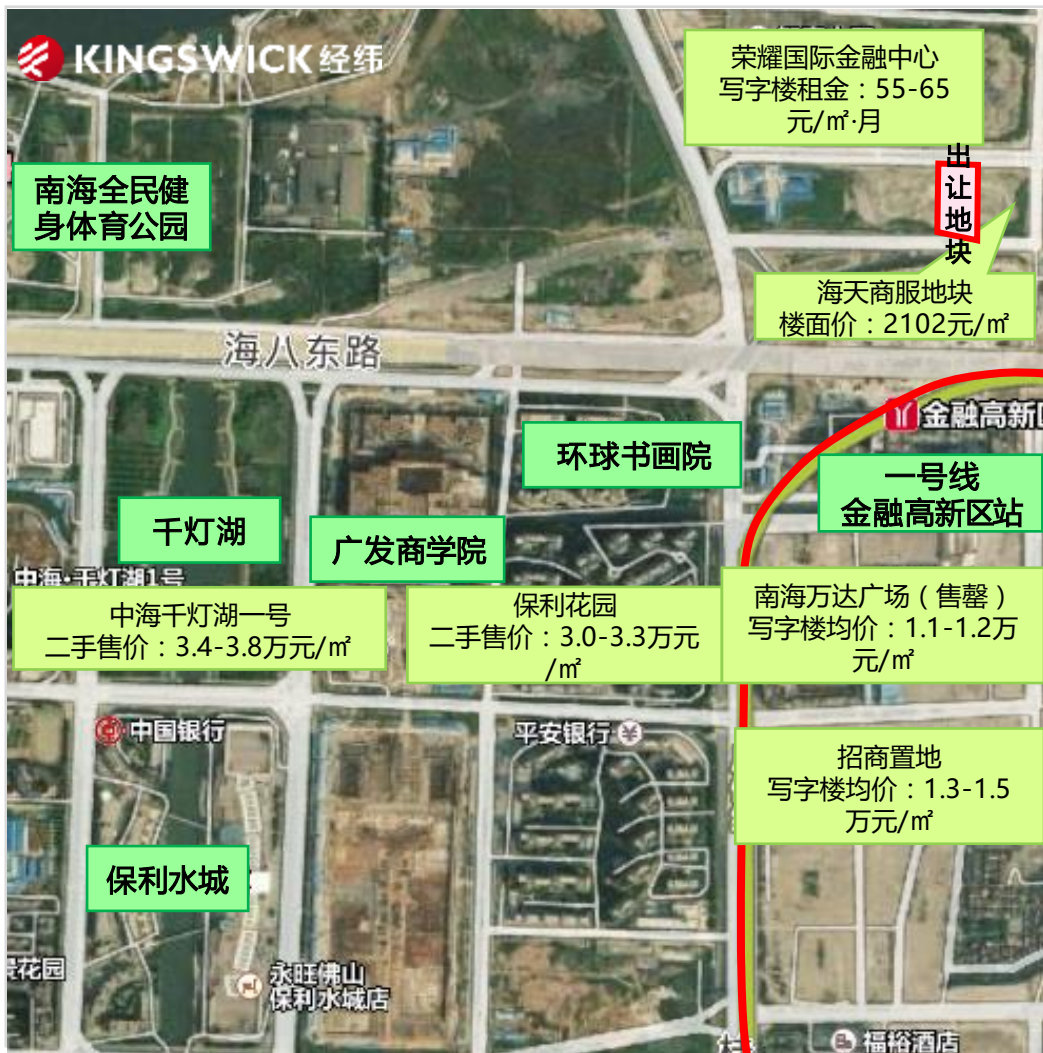 KINGSWICK 经纬
荣耀国际金融中心
写字楼租金：55-65
元/㎡·月
出
让
地
块
南海全民健
身体育公园
海天商服地块
楼面价：2102元/㎡
海八东路
金融高新区
环球书画院
一号线
金融高新区站
千灯湖
广发商学院
中海·千灯湖1号
中海千灯湖一号
二手售价：3.4-3.8万元/㎡
保利花园
二手售价：3.0-3.3万元
/㎡
南海万达广场（售罄）
写字楼均价：1.1-1.2万
元/㎡
中国银行
平安银行
招商置地
写字楼均价：1.3-1.5
万元/㎡
保利水城
景花园
永旺佛山
保利水城店
福裕酒店